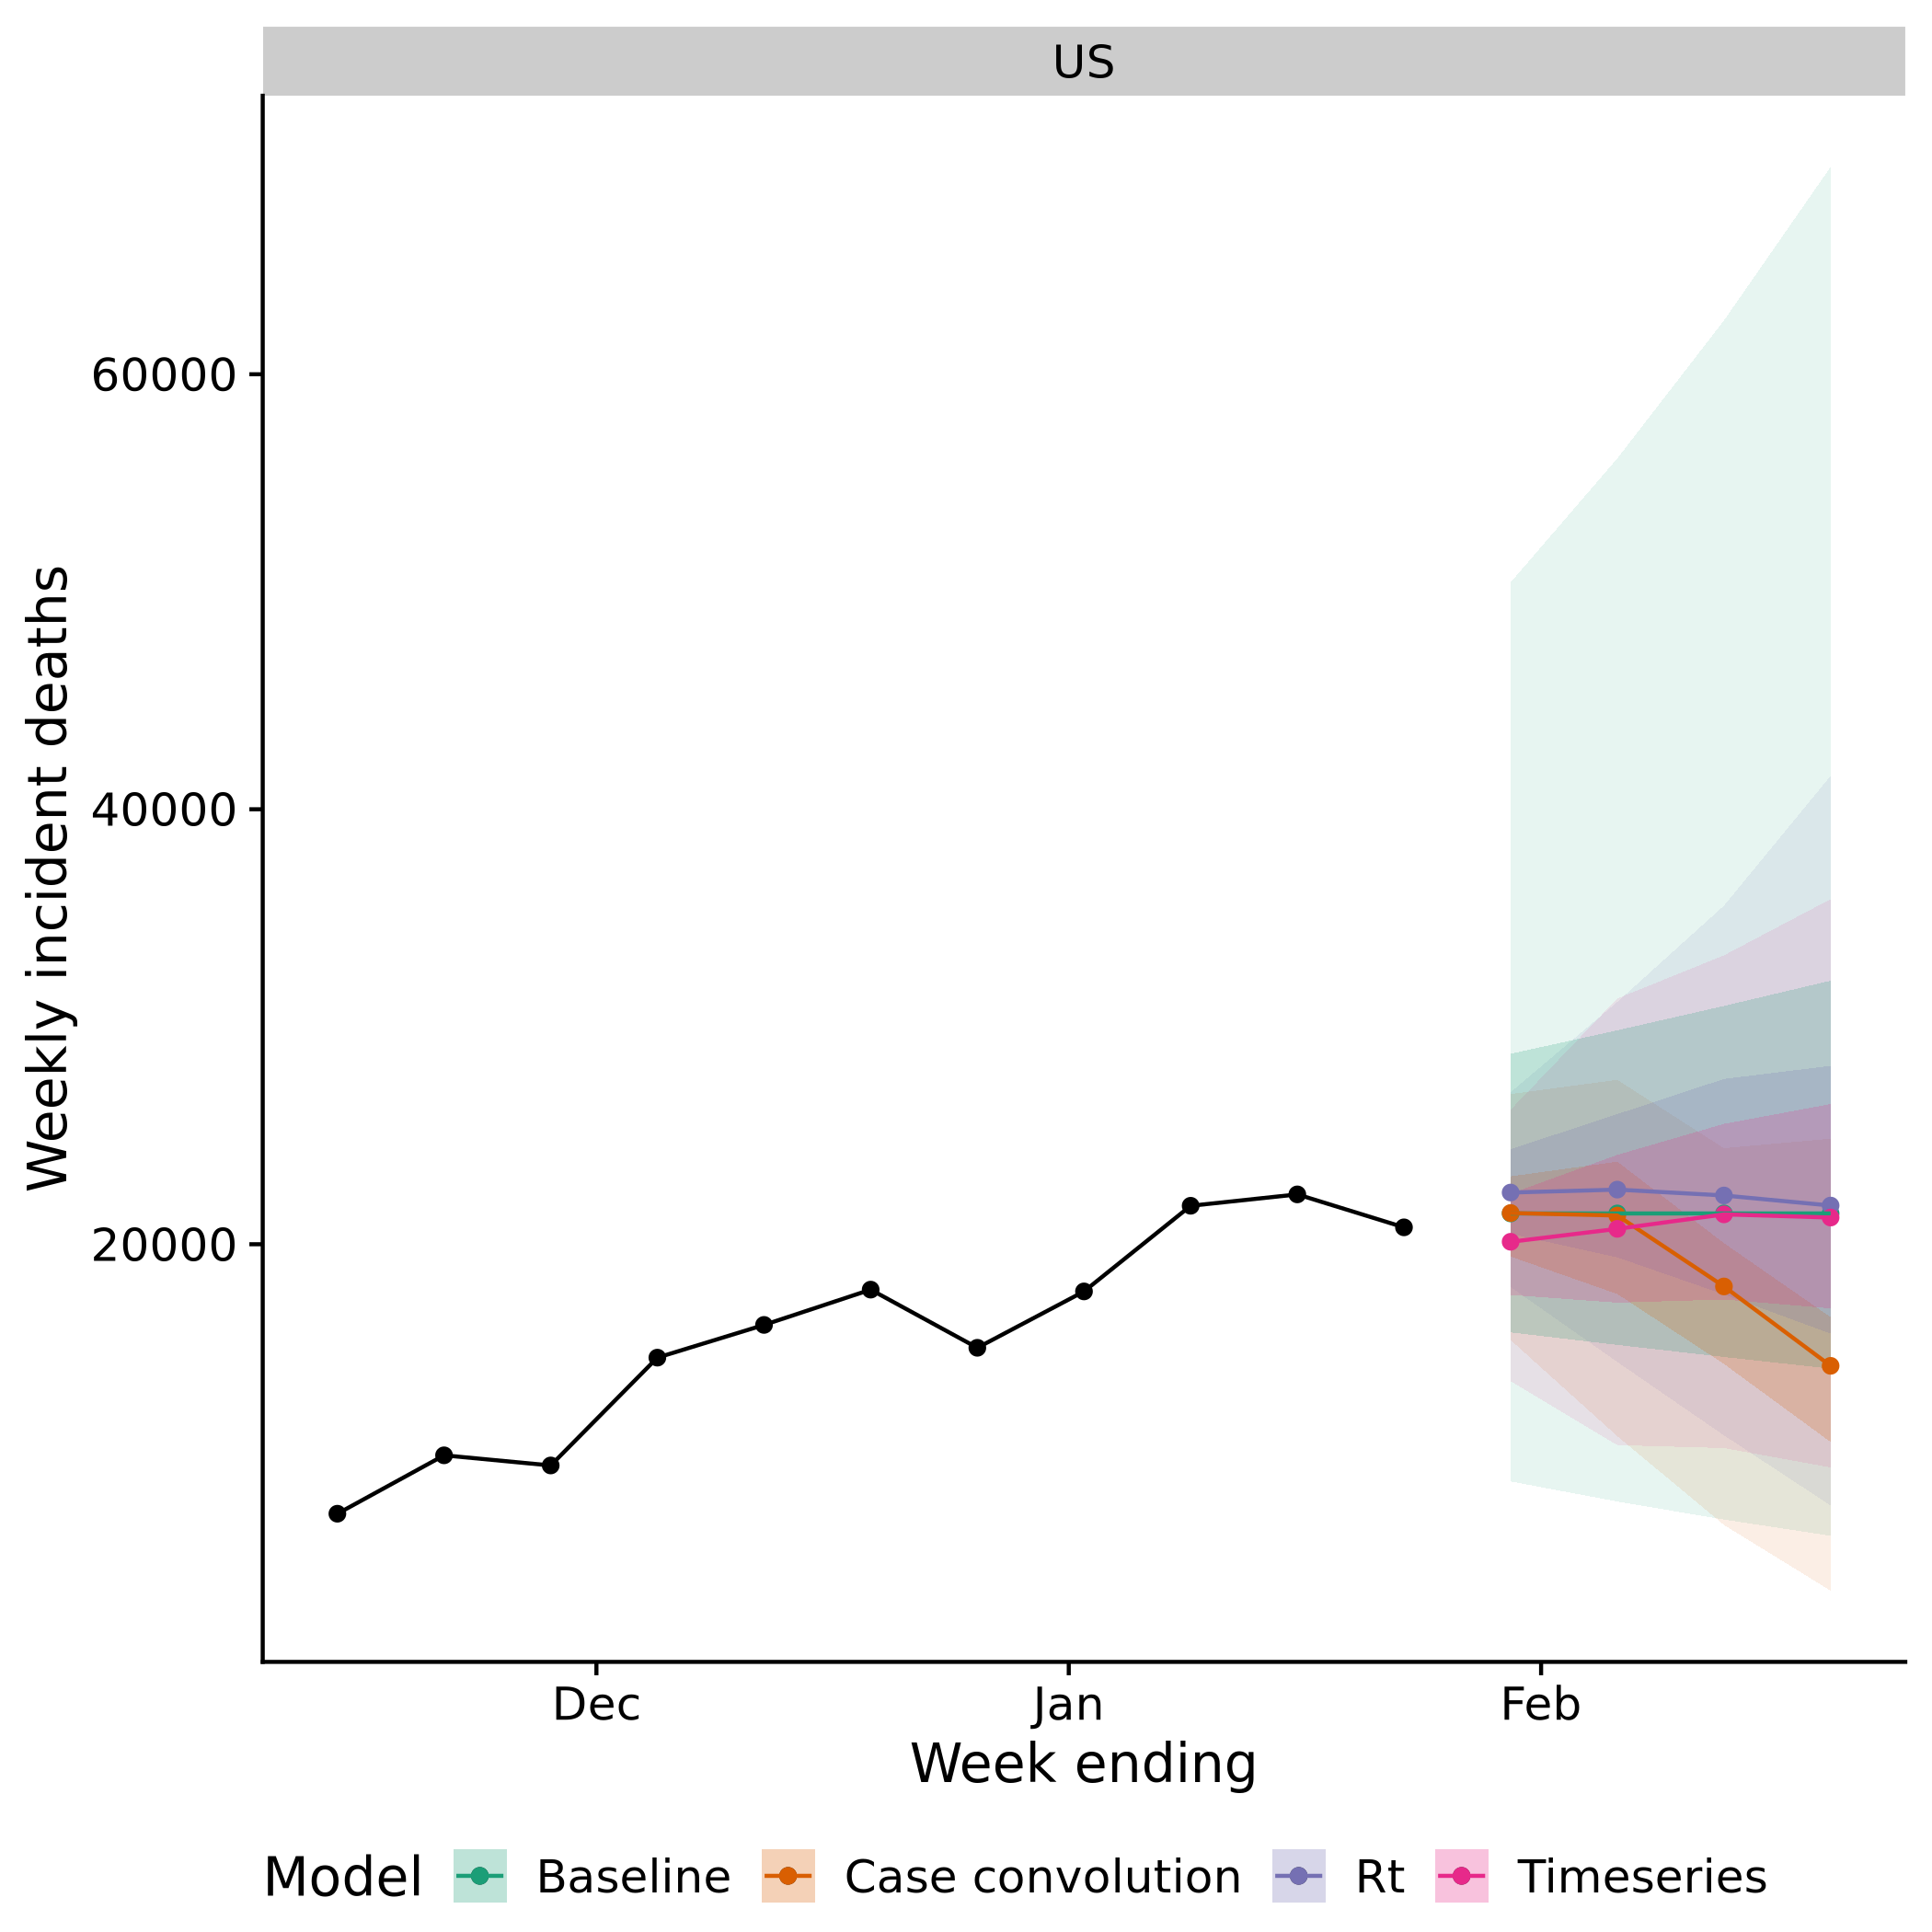 US
Weekly incident deaths
60000
40000
20000
Dec Jan Feb
Week ending
Model Baseline Case convolution Rt Timeseries